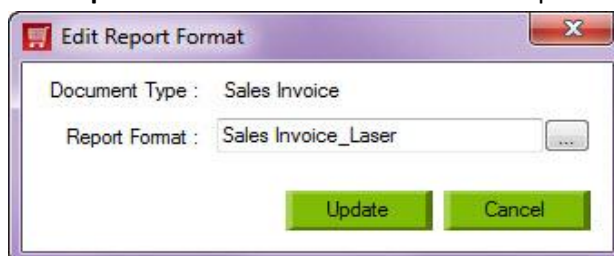 Edit Report Format
Document Type : Sales Invoice
Report Format : Sales Invoice_Laser ...
Update Cancel